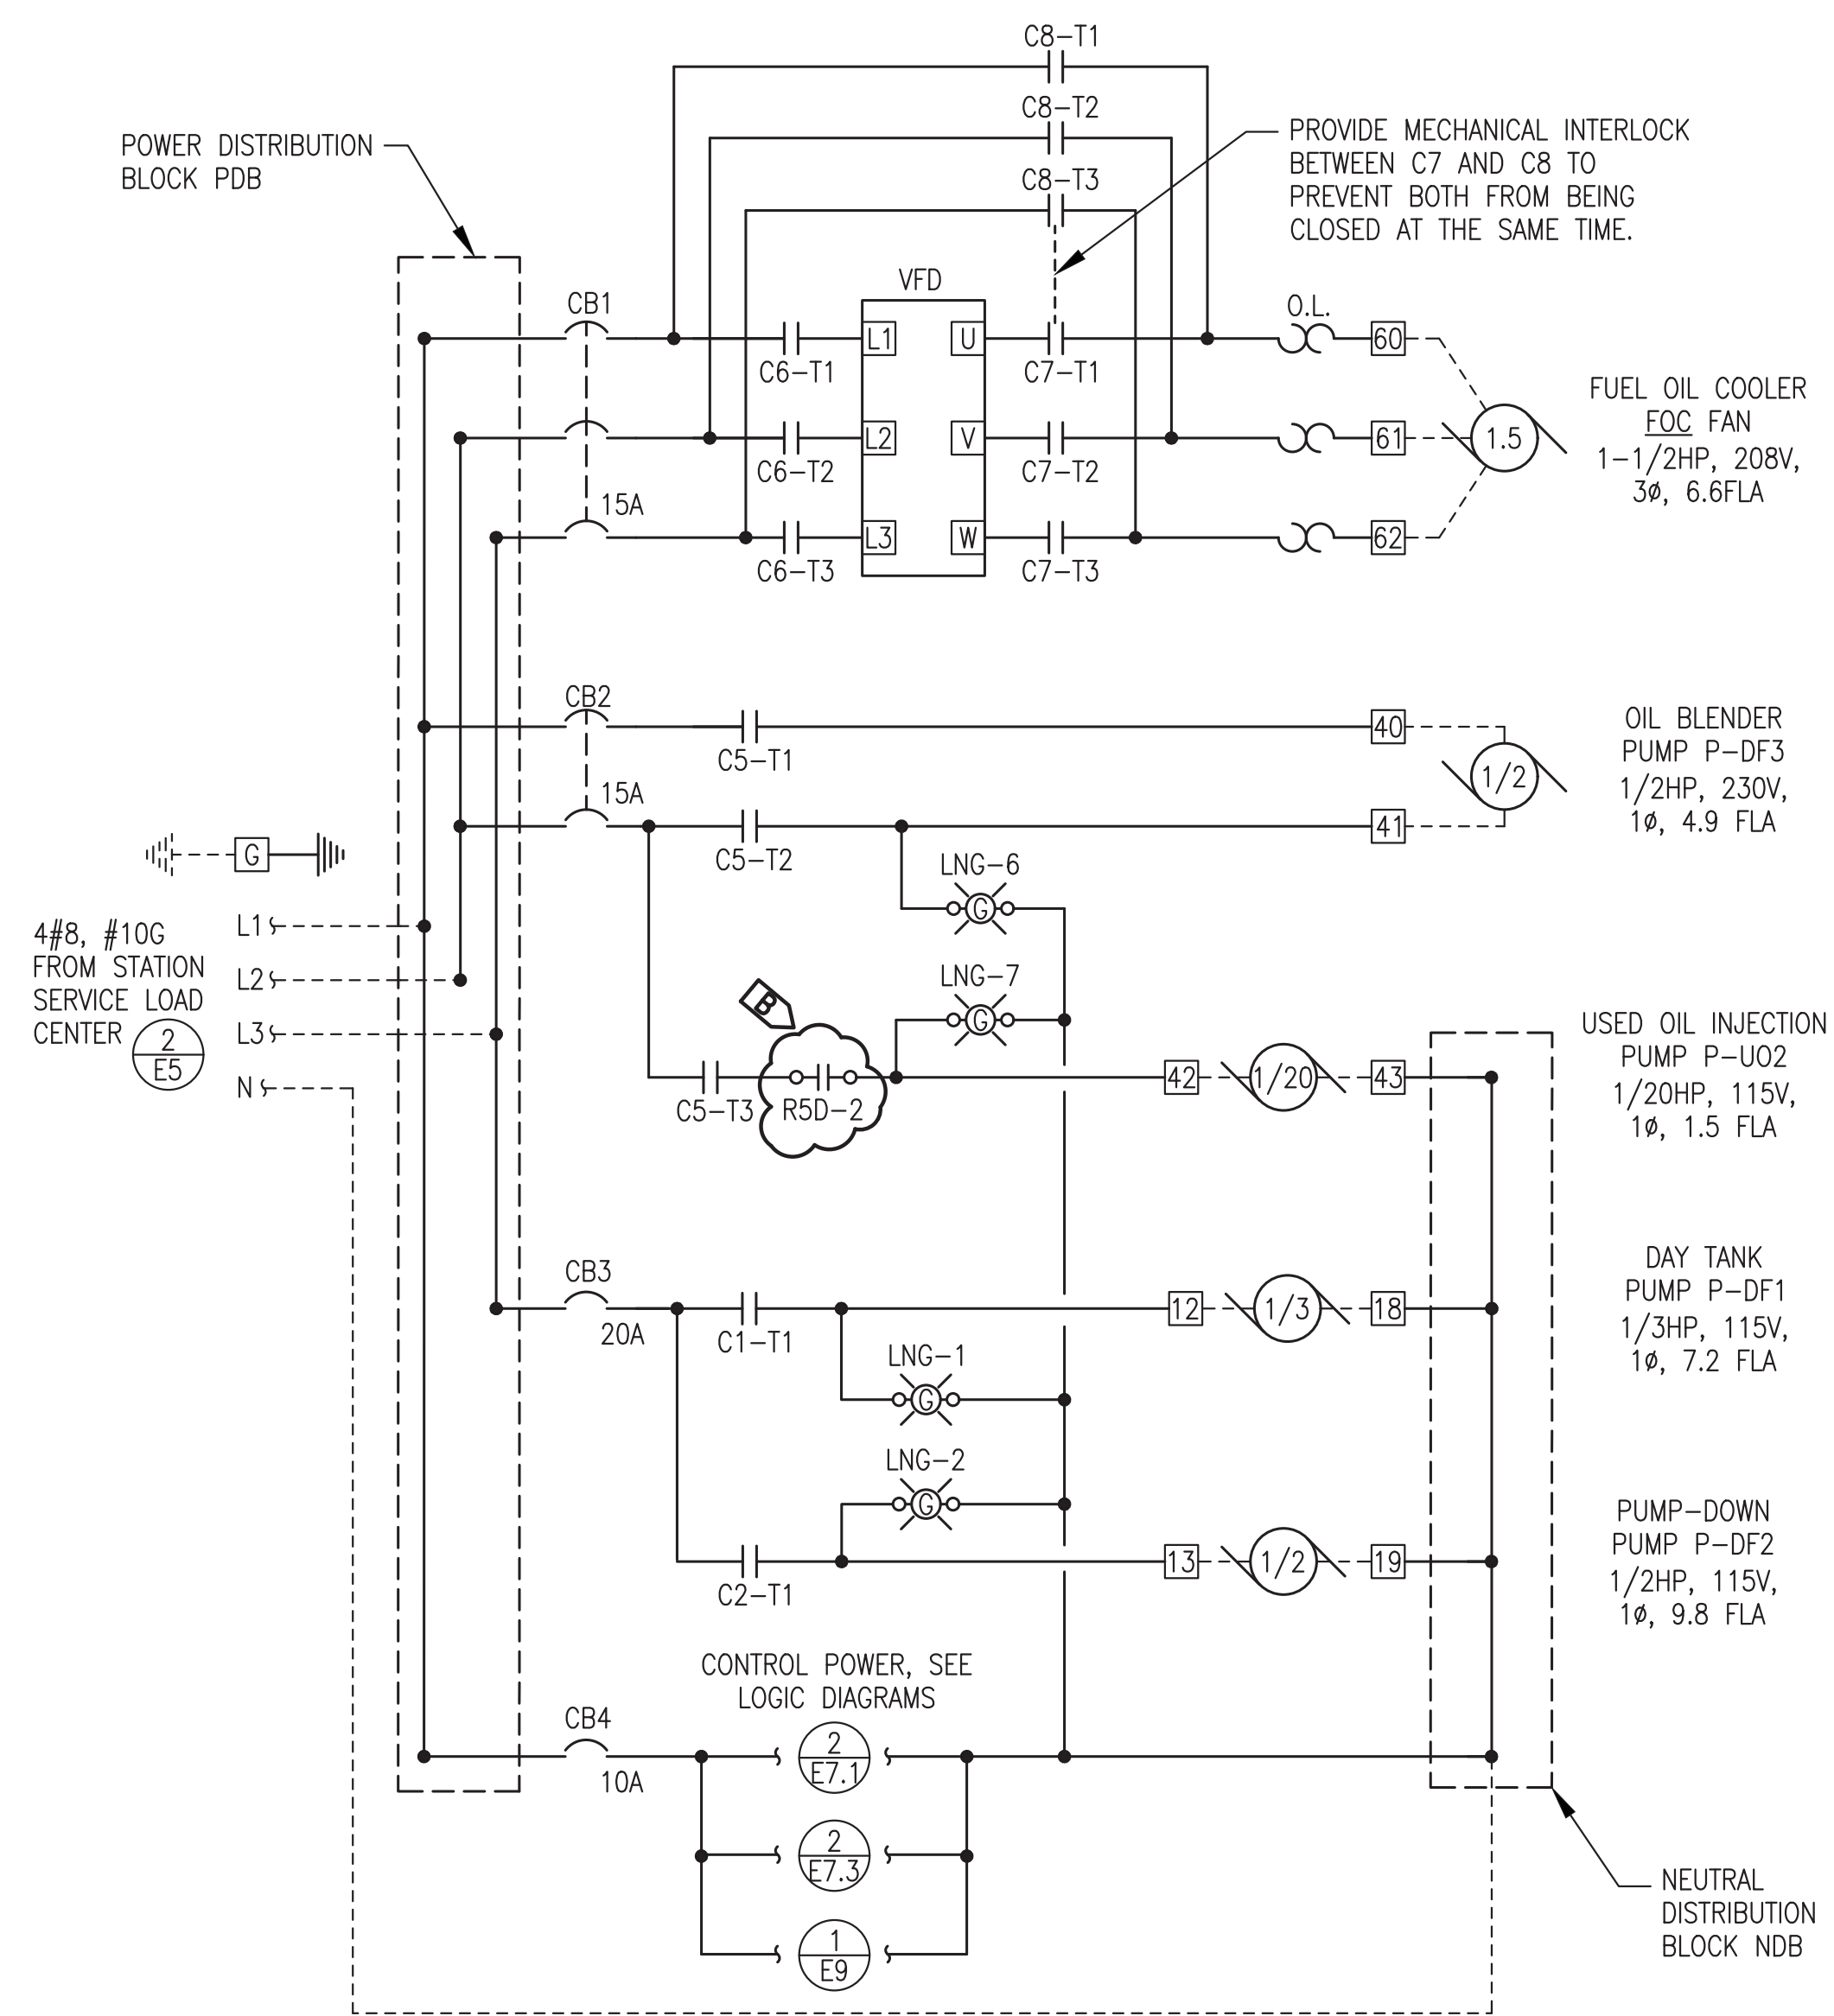 C8-T1
C8-T2
C8-T3
POWER DISTRIBUTION
BLOCK PDB
PROVIDE MECHANICAL INTERLOCK
BETWEEN C7 AND C8 TO
PREVENT BOTH FROM BEING
CLOSED AT THE SAME TIME.
VFD
CB1
O.L.
L1
U
60
C6-T1
C7-T1
FUEL OIL COOLER
FOC FAN
1-1/2HP, 208V,
3ø, 6.6FLA
L2
V
61
1.5
C6-T2
C7-T2
15A
L3
W
62
C6-T3
C7-T3
CB2
40
C5-T1
OIL BLENDER
PUMP P-DF3
1/2HP, 230V,
1ø, 4.9 FLA
1/2
15A
41
C5-T2
G
LNG-6
G
4#8, #10G
FROM STATION
SERVICE LOAD
CENTER
2
E5
L1
L2
L3
N
LNG-7
G
B
R5D-2
C5-T3
42
1/20
43
USED OIL INJECTION
PUMP P-UO2
1/20HP, 115V,
1ø, 1.5 FLA
CB3
20A
C1-T1
12
1/3
18
DAY TANK
PUMP P-DF1
1/3HP, 115V,
1ø, 7.2 FLA
LNG-1
G
LNG-2
G
C2-T1
13
1/2
19
PUMP-DOWN
PUMP P-DF2
1/2HP, 115V,
1ø, 9.8 FLA
CONTROL POWER, SEE
LOGIC DIAGRAMS
CB4
10A
2
E7.1
2
E7.3
1
E9
NEUTRAL
DISTRIBUTION
BLOCK NDB